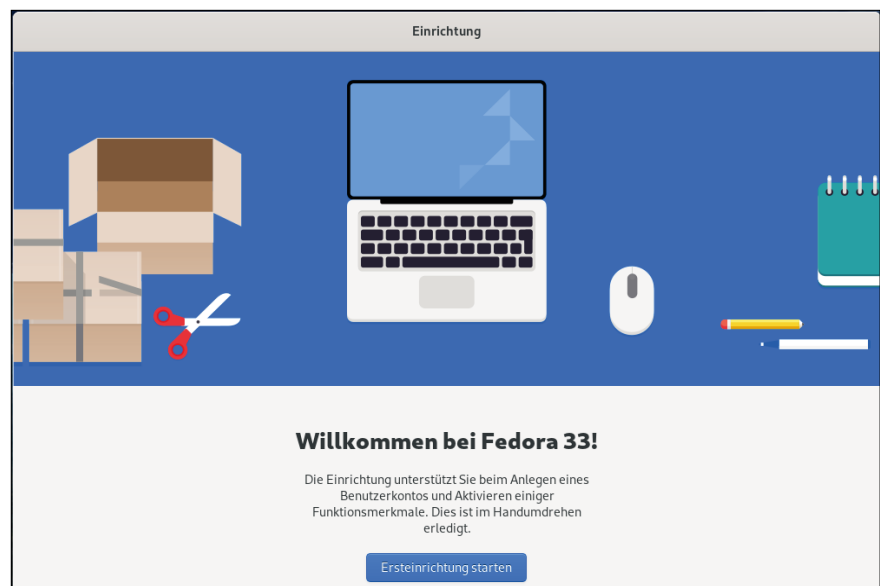 Einrichtung
Willkommen bei Fedora 33!
Die Einrichtung unterstützt Sie beim Anlegen eines
Benutzerkontos und Aktivieren einiger
Funktionsmerkmale. Dies ist im Handumdrehen
erledigt.
Ersteinrichtung starten